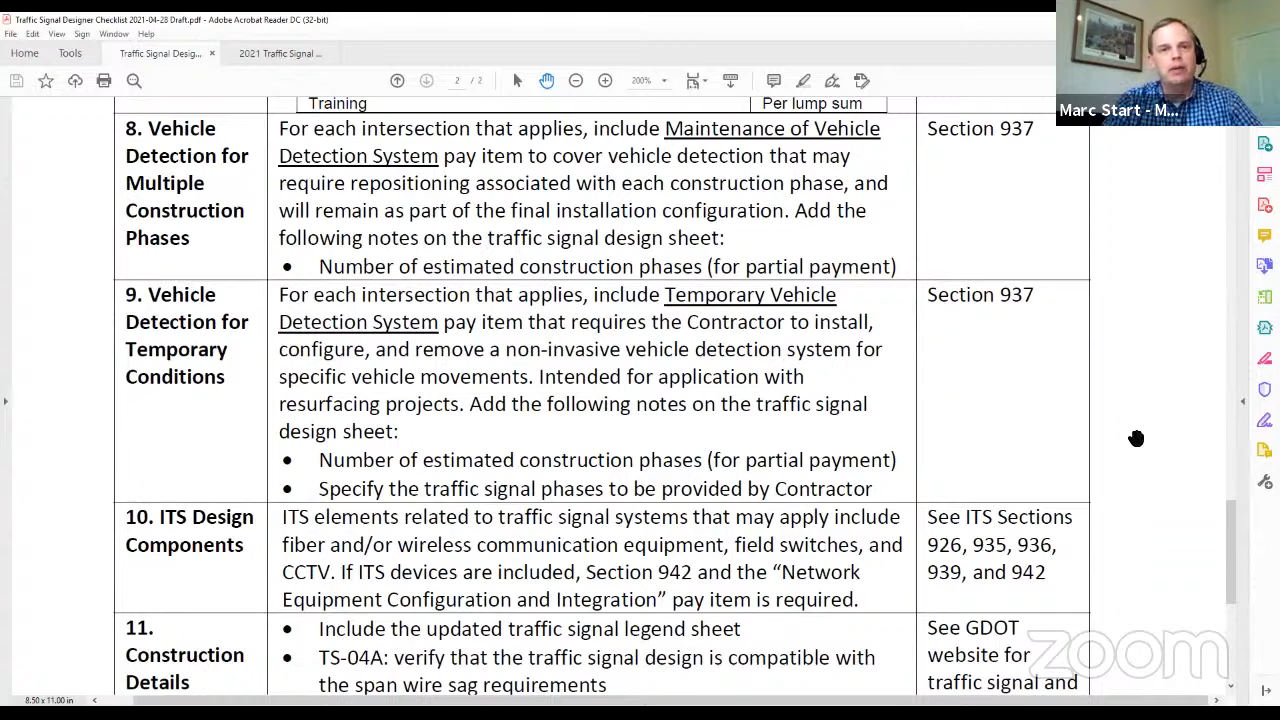 Traffic Signal Designer Checklist 2021-04-28 Draft.pdf - Adobe Acrobat Reader DC (32-bit)
File Edit View Sign Window Help
Home Tools Traffic Signal Desig... × 2021 Traffic Signal ...
2 / 2 200%
Marc Start - M...
Training Per lump sum
8. Vehicle
Detection for
Multiple
Construction
Phases
For each intersection that applies, include Maintenance of Vehicle
Detection System pay item to cover vehicle detection that may
require repositioning associated with each construction phase, and
will remain as part of the final installation configuration. Add the
following notes on the traffic signal design sheet:
• Number of estimated construction phases (for partial payment)
Section 937
9. Vehicle
Detection for
Temporary
Conditions
For each intersection that applies, include Temporary Vehicle
Detection System pay item that requires the Contractor to install,
configure, and remove a non-invasive vehicle detection system for
specific vehicle movements. Intended for application with
resurfacing projects. Add the following notes on the traffic signal
design sheet:
• Number of estimated construction phases (for partial payment)
• Specify the traffic signal phases to be provided by Contractor
Section 937
10. ITS Design
Components
ITS elements related to traffic signal systems that may apply include
fiber and/or wireless communication equipment, field switches, and
CCTV. If ITS devices are included, Section 942 and the “Network
Equipment Configuration and Integration” pay item is required.
See ITS Sections
926, 935, 936,
939, and 942
11.
Construction
Details
• Include the updated traffic signal legend sheet
• TS-04A: verify that the traffic signal design is compatible with
the span wire sag requirements
See GDOT
website for
traffic signal and
zoom
8.50 x 11.00 in